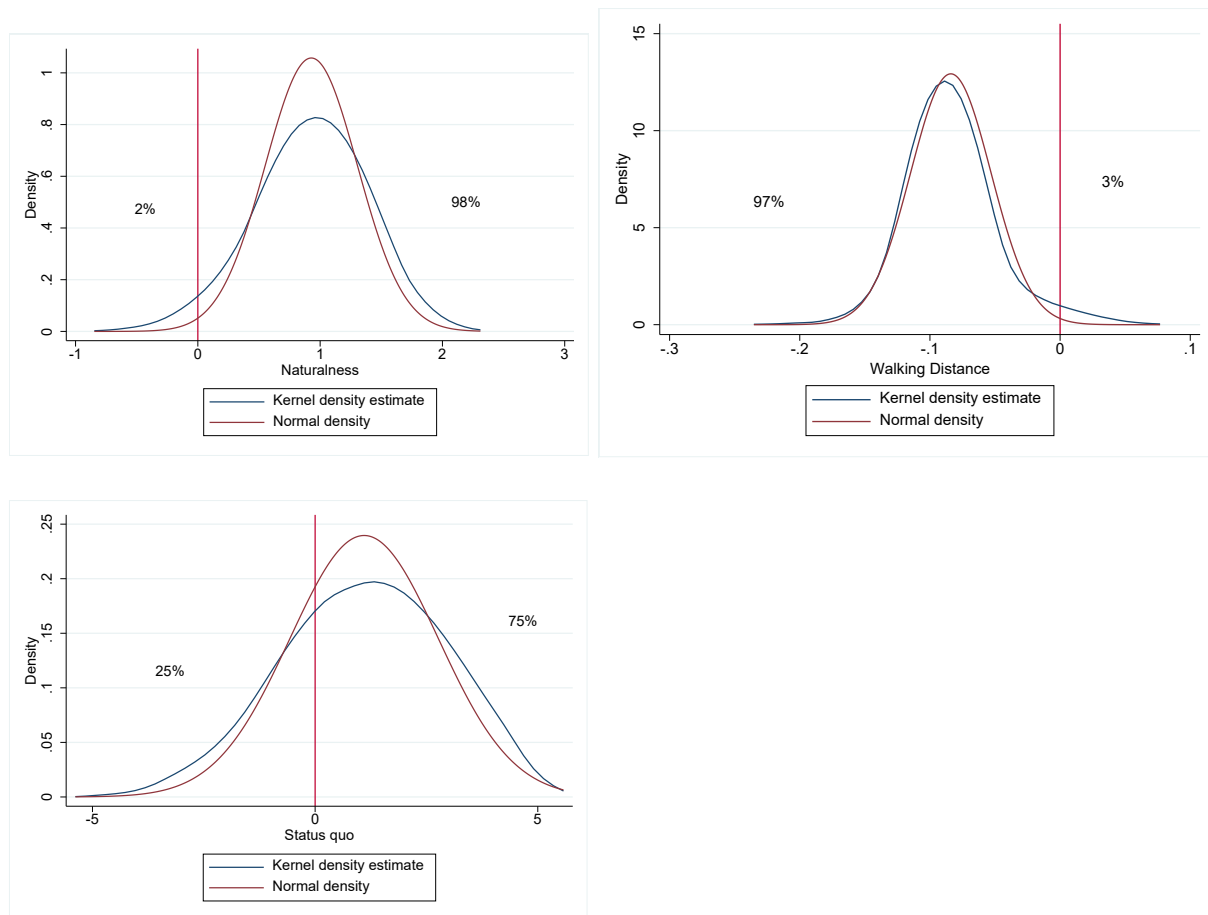 Density
1
.8
.6
.4
.2
0
2%
98%
-1 0 1 2 3
Naturalness
Kernel density estimate
Normal density
Density
15
10
5
0
97%
3%
-.3 -.2 -.1 0 .1
Walking Distance
Kernel density estimate
Normal density
Density
.25
.2
.15
.1
.05
0
25%
75%
-5 0 5
Status quo
Kernel density estimate
Normal density